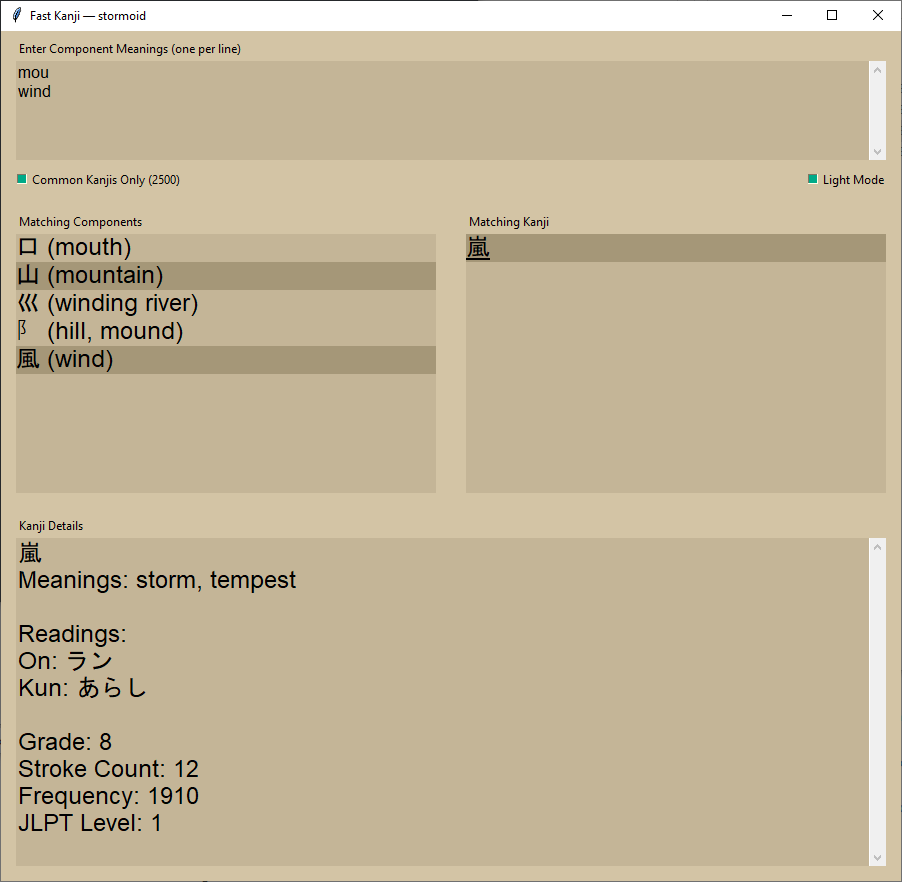 Fast Kanji — stormoid
Enter Component Meanings (one per line)
mou
wind
Common Kanjis Only (2500)
Light Mode
Matching Components
口 (mouth)
山 (mountain)
巛 (winding river)
⻖ (hill, mound)
風 (wind)
Matching Kanji
嵐
Kanji Details
嵐
Meanings: storm, tempest
Readings:
On: ラン
Kun: あらし
Grade: 8
Stroke Count: 12
Frequency: 1910
JLPT Level: 1